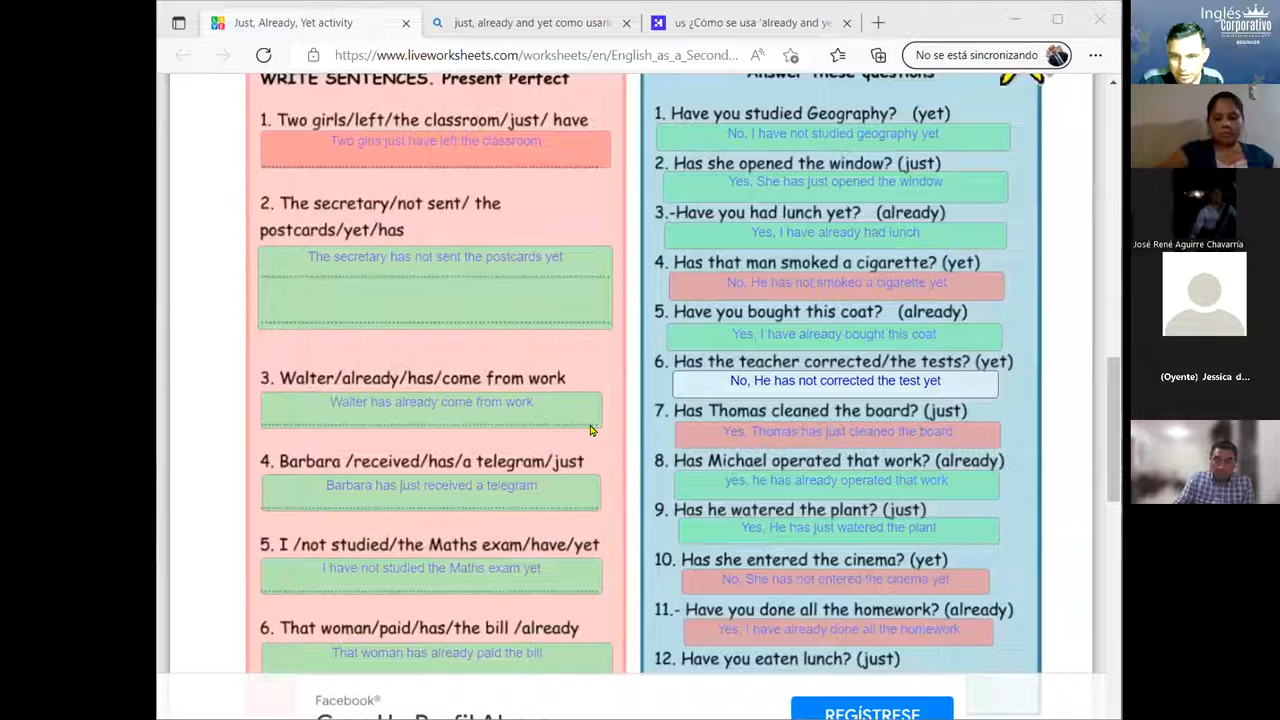 Just, Already, Yet activity
just, already and yet como usarl
us ¿Cómo se usa 'already and ye
https://www.liveworksheets.com/worksheets/en/English_as_a_Second...
No se está sincronizando
Inglés
Corporativo
BEGINNER
WRITE SENTENCES. Present Perfect
1. Two girls/left/the classroom/just/ have
Two girls just have left the classroom
2. The secretary/not sent/ the
postcards/yet/has
The secretary has not sent the postcards yet
3. Walter/already/has/come from work
Walter has already come from work
4. Barbara /received/has/a telegram/just
Barbara has just received a telegram
5. I /not studied/the Maths exam/have/yet
I have not studied the Maths exam yet
6. That woman/paid/has/the bill /already
That woman has already paid the bill
Answer these questions
1. Have you studied Geography? (yet)
No, I have not studied geography yet
2. Has she opened the window? (just)
Yes. She has just opened the window
3.-Have you had lunch yet? (already)
Yes, I have already had lunch
4. Has that man smoked a cigarette? (yet)
No, He has not smoked a cigarette yet
5. Have you bought this coat? (already)
Yes, I have already bought this coat
6. Has the teacher corrected/the tests? (yet)
No, He has not corrected the test yet
7. Has Thomas cleaned the board? (just)
Yes, Thomas has just cleaned the board
8. Has Michael operated that work? (already)
yes, he has already operated that work
9. Has he watered the plant? (just)
Yes, He has just watered the plant
10. Has she entered the cinema? (yet)
No, She has not entered the cinema yet
11.- Have you done all the homework? (already)
Yes, I have already done all the homework
12. Have you eaten lunch? (just)
José René Aguirre Chavarría
(Oyente) Jessica d...
Facebook®
REGÍSTRESE